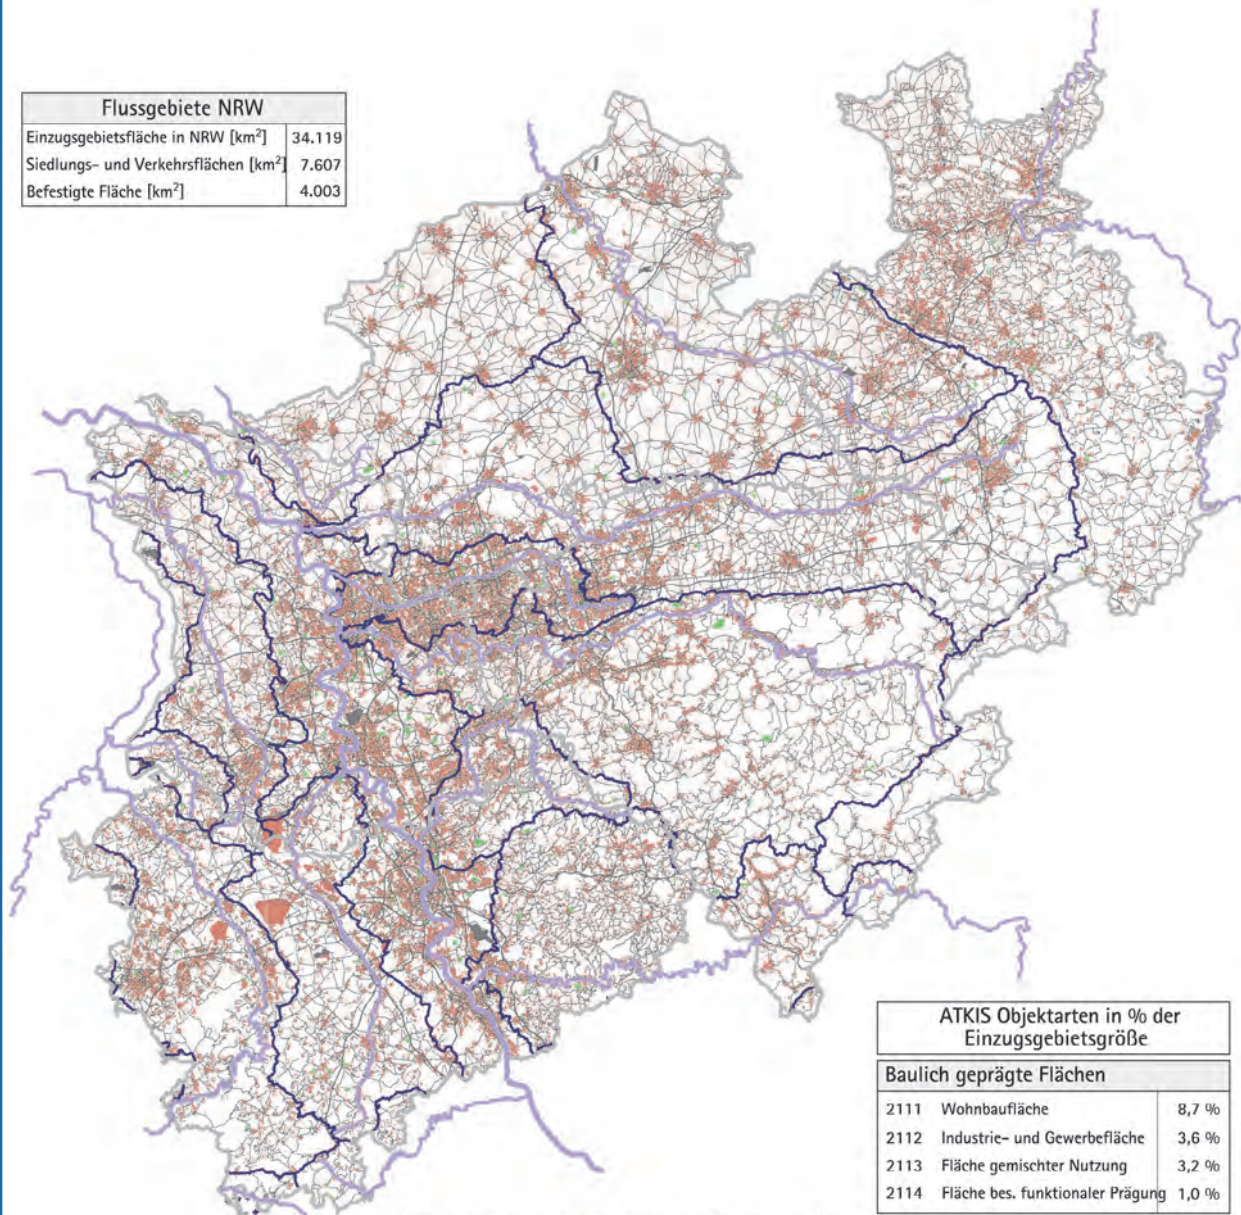 Flussgebiete NRW
Einzugsgebietsfläche in NRW [km²] 34.119
Siedlungs- und Verkehrsflächen [km²] 7.607
Befestigte Fläche [km²] 4.003
ATKIS Objektarten in % der
Einzugsgebietsgröße
Baulich geprägte Flächen
2111 Wohnbaufläche 8,7 %
2112 Industrie- und Gewerbefläche 3,6 %
2113 Fläche gemischter Nutzung 3,2 %
2114 Fläche bes. funktionaler Prägung 1,0 %